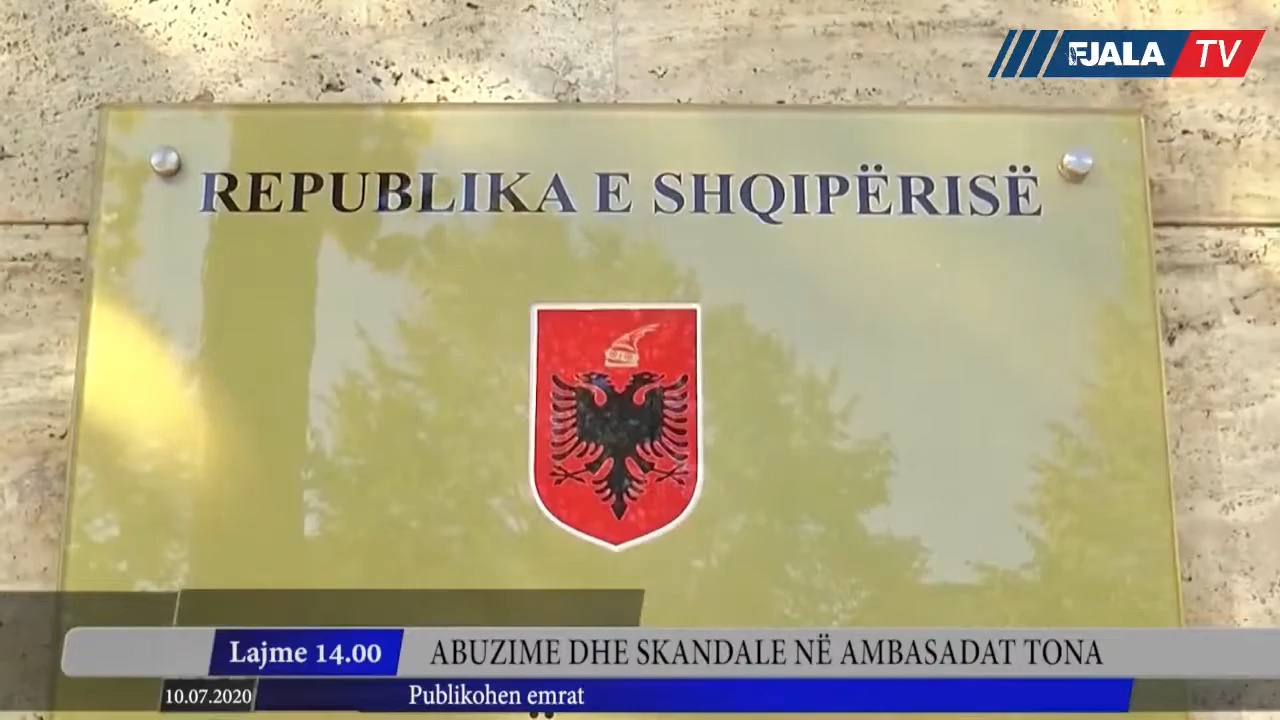 FJALA TV
REPUBLIKA E SHQIPËRISË
Lajme 14.00
ABUZIME DHE SKANDALE NË AMBASADAT TONA
10.07.2020
Publikohen emrat